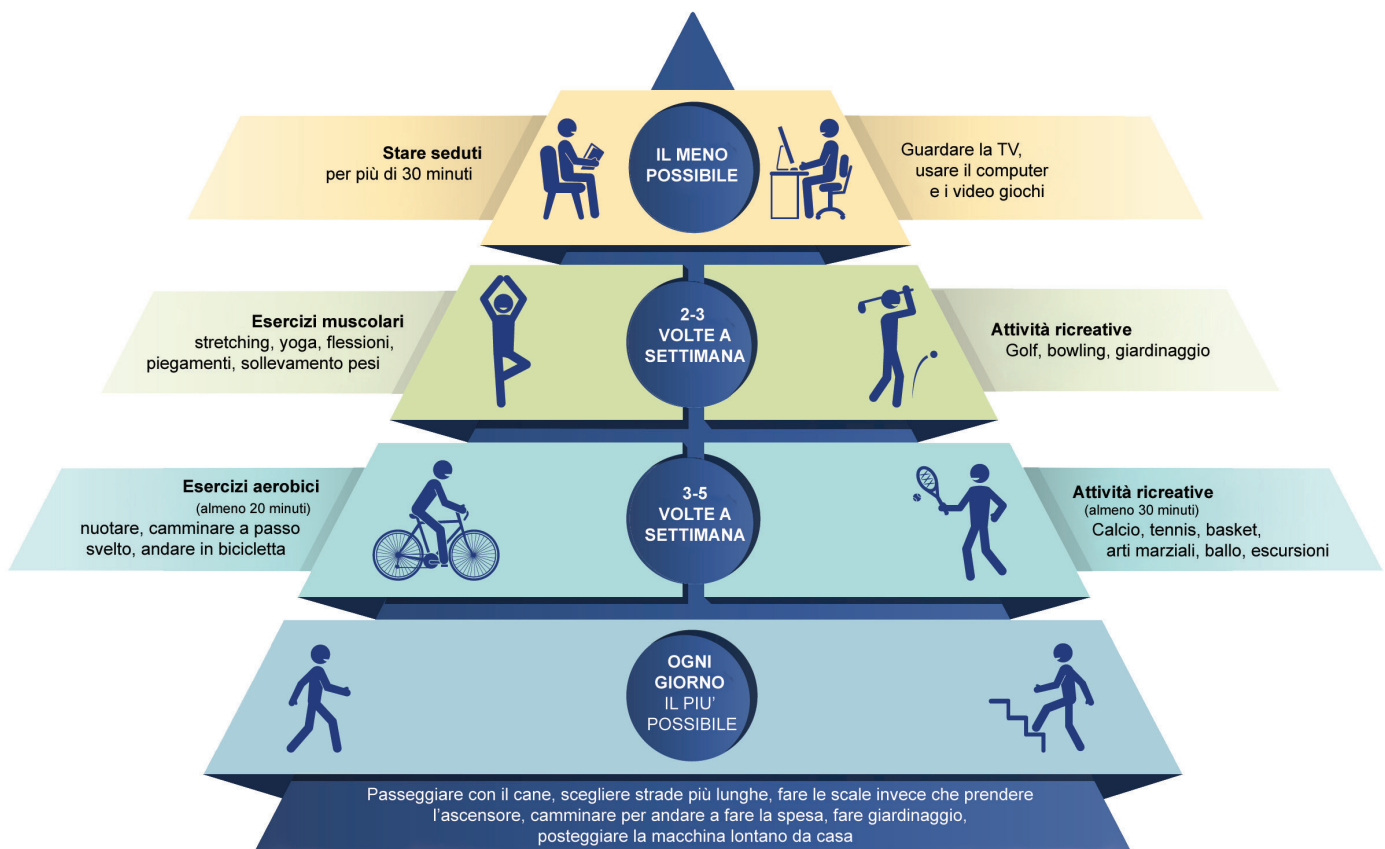 Stare seduti
per più di 30 minuti
IL MENO
POSSIBILE
Guardare la TV,
usare il computer
e i video giochi
Esercizi muscolari
stretching, yoga, flessioni,
piegamenti, sollevamento pesi
2-3
VOLTE A
SETTIMANA
Attività ricreative
Golf, bowling, giardinaggio
Esercizi aerobici
(almeno 20 minuti)
nuotare, camminare a passo
svelto, andare in bicicletta
3-5
VOLTE A
SETTIMANA
Attività ricreative
(almeno 30 minuti)
Calcio, tennis, basket,
arti marziali, ballo, escursioni
OGNI
GIORNO
IL PIU’
POSSIBILE
Passeggiare con il cane, scegliere strade più lunghe, fare le scale invece che prendere
l’ascensore, camminare per andare a fare la spesa, fare giardinaggio,
posteggiare la macchina lontano da casa